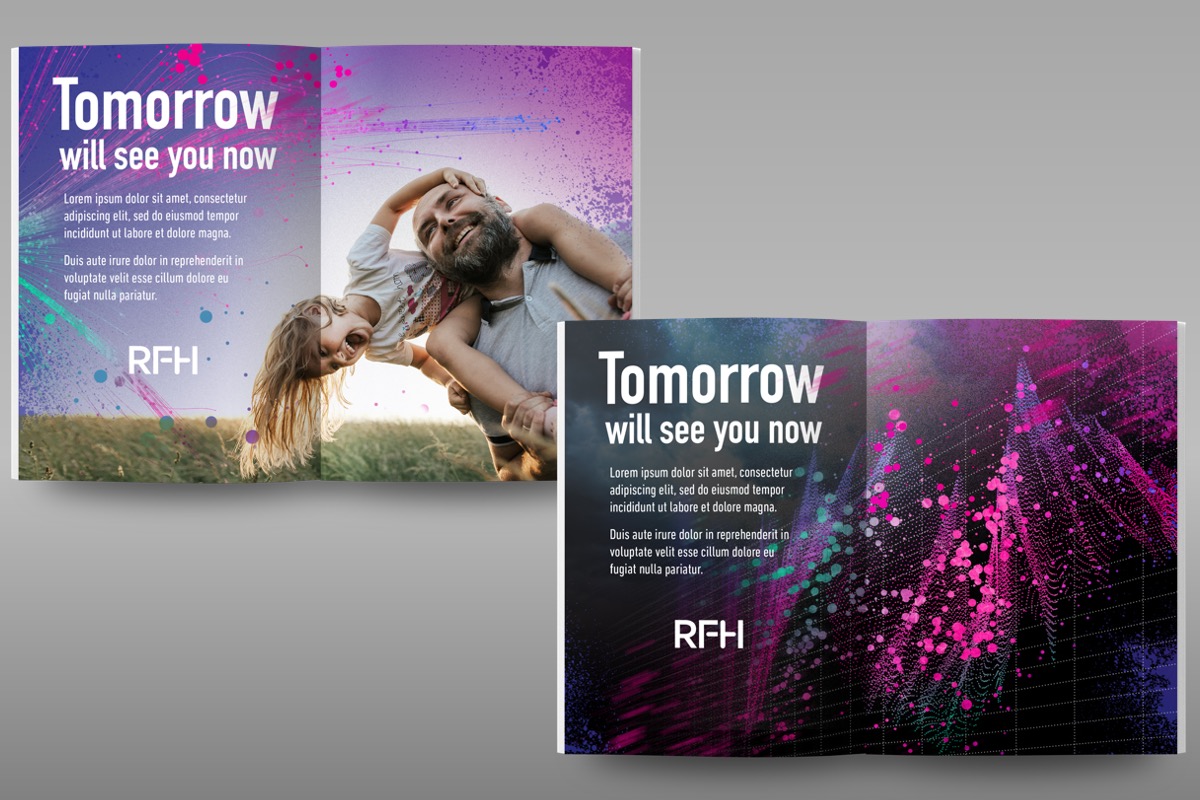 Tomorrow
will see you now
Lorem ipsum dolor sit amet, consectetur
adipiscing elit, sed do eiusmod tempor
incididunt ut labore et dolore magna.
Duis aute irure dolor in reprehenderit in
voluptate velit esse cillum dolore eu
fugiat nulla pariatur.
RFH
Tomorrow
will see you now
Lorem ipsum dolor sit amet, consectetur
adipiscing elit, sed do eiusmod tempor
incididunt ut labore et dolore magna.
Duis aute irure dolor in reprehenderit in
voluptate velit esse cillum dolore eu
fugiat nulla pariatur.
RFH